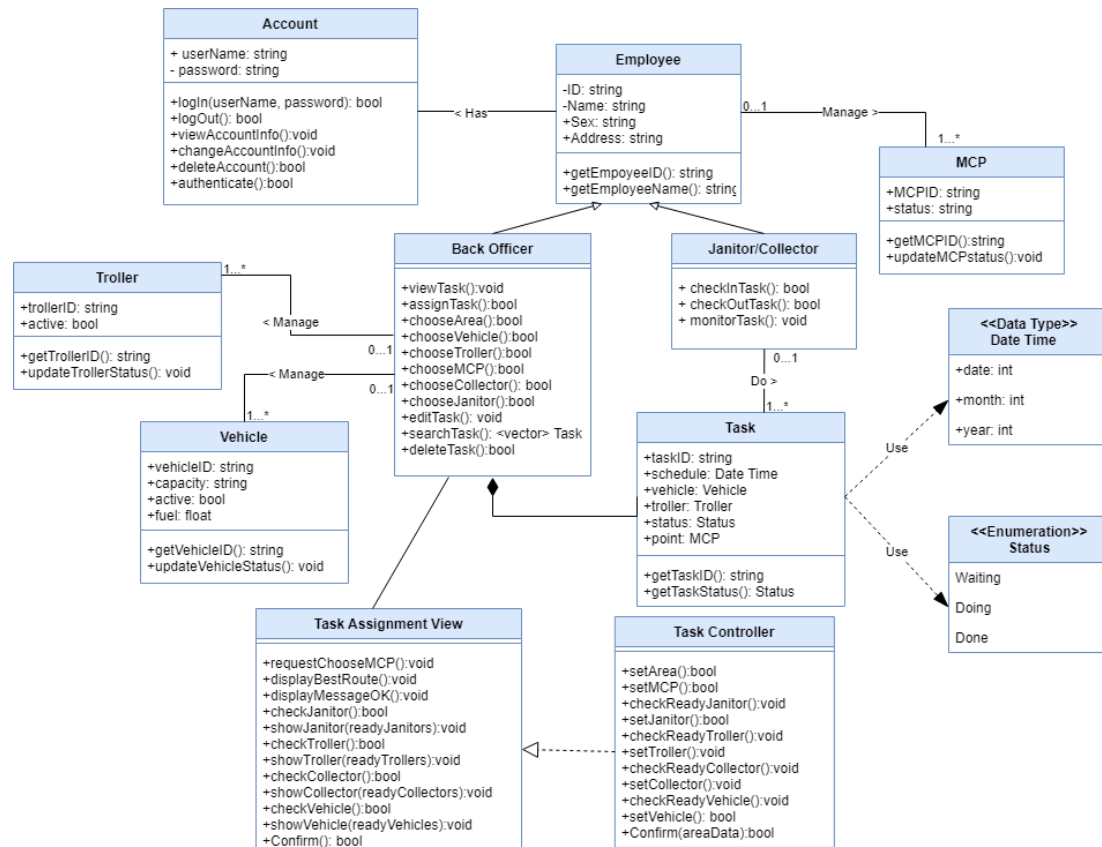 Account
+ userName: string
- password: string
+logIn(userName, password): bool
+logOut(): bool
+viewAccountInfo():void
+changeAccountInfo():void
+deleteAccount():bool
+authenticate():bool
< Has
Employee
-ID: string
-Name: string
+Sex: string
+Address: string
+getEmpoyeeID(): string
+getEmployeeName(): string
0...1
Manage >
1...*
MCP
+MCPID: string
+status: string
+getMCPID():string
+updateMCPstatus():void
Troller
+trollerID: string
+active: bool
+getTrollerID(): string
+updateTrollerStatus(): void
1...*
< Manage
0...1
< Manage
0...1
1...*
Back Officer
+viewTask():void
+assignTask():bool
+chooseArea():bool
+chooseVehicle():bool
+chooseTroller():bool
+chooseMCP():bool
+chooseCollector(): bool
+chooseJanitor():bool
+editTask(): void
+searchTask(): <vector> Task
+deleteTask():bool
Janitor/Collector
+ checkInTask(): bool
+ checkOutTask(): bool
+ monitorTask(): void
0...1
Do >
1...*
<<Data Type>>
Date Time
+date: int
+month: int
+year: int
Vehicle
+vehicleID: string
+capacity: string
+active: bool
+fuel: float
+getVehicleID(): string
+updateVehicleStatus(): void
Task
+taskID: string
+schedule: Date Time
+vehicle: Vehicle
+troller: Troller
+status: Status
+point: MCP
+getTaskID(): string
+getTaskStatus(): Status
Use
Use
<<Enumeration>>
Status
Waiting
Doing
Done
Task Assignment View
+requestChooseMCP():void
+displayBestRoute():void
+displayMessageOK():void
+checkJanitor():bool
+showJanitor(readyJanitors):void
+checkTroller():bool
+showTroller(readyTrollers):void
+checkCollector():bool
+showCollector(readyCollectors):void
+checkVehicle():bool
+showVehicle(readyVehicles):void
+Confirm(): bool
Task Controller
+setArea():bool
+setMCP():bool
+checkReadyJanitor():void
+setJanitor():bool
+checkReadyTroller():void
+setTroller():void
+checkReadyCollector():void
+setCollector():void
+checkReadyVehicle():void
+setVehicle(): bool
+Confirm(areaData):bool